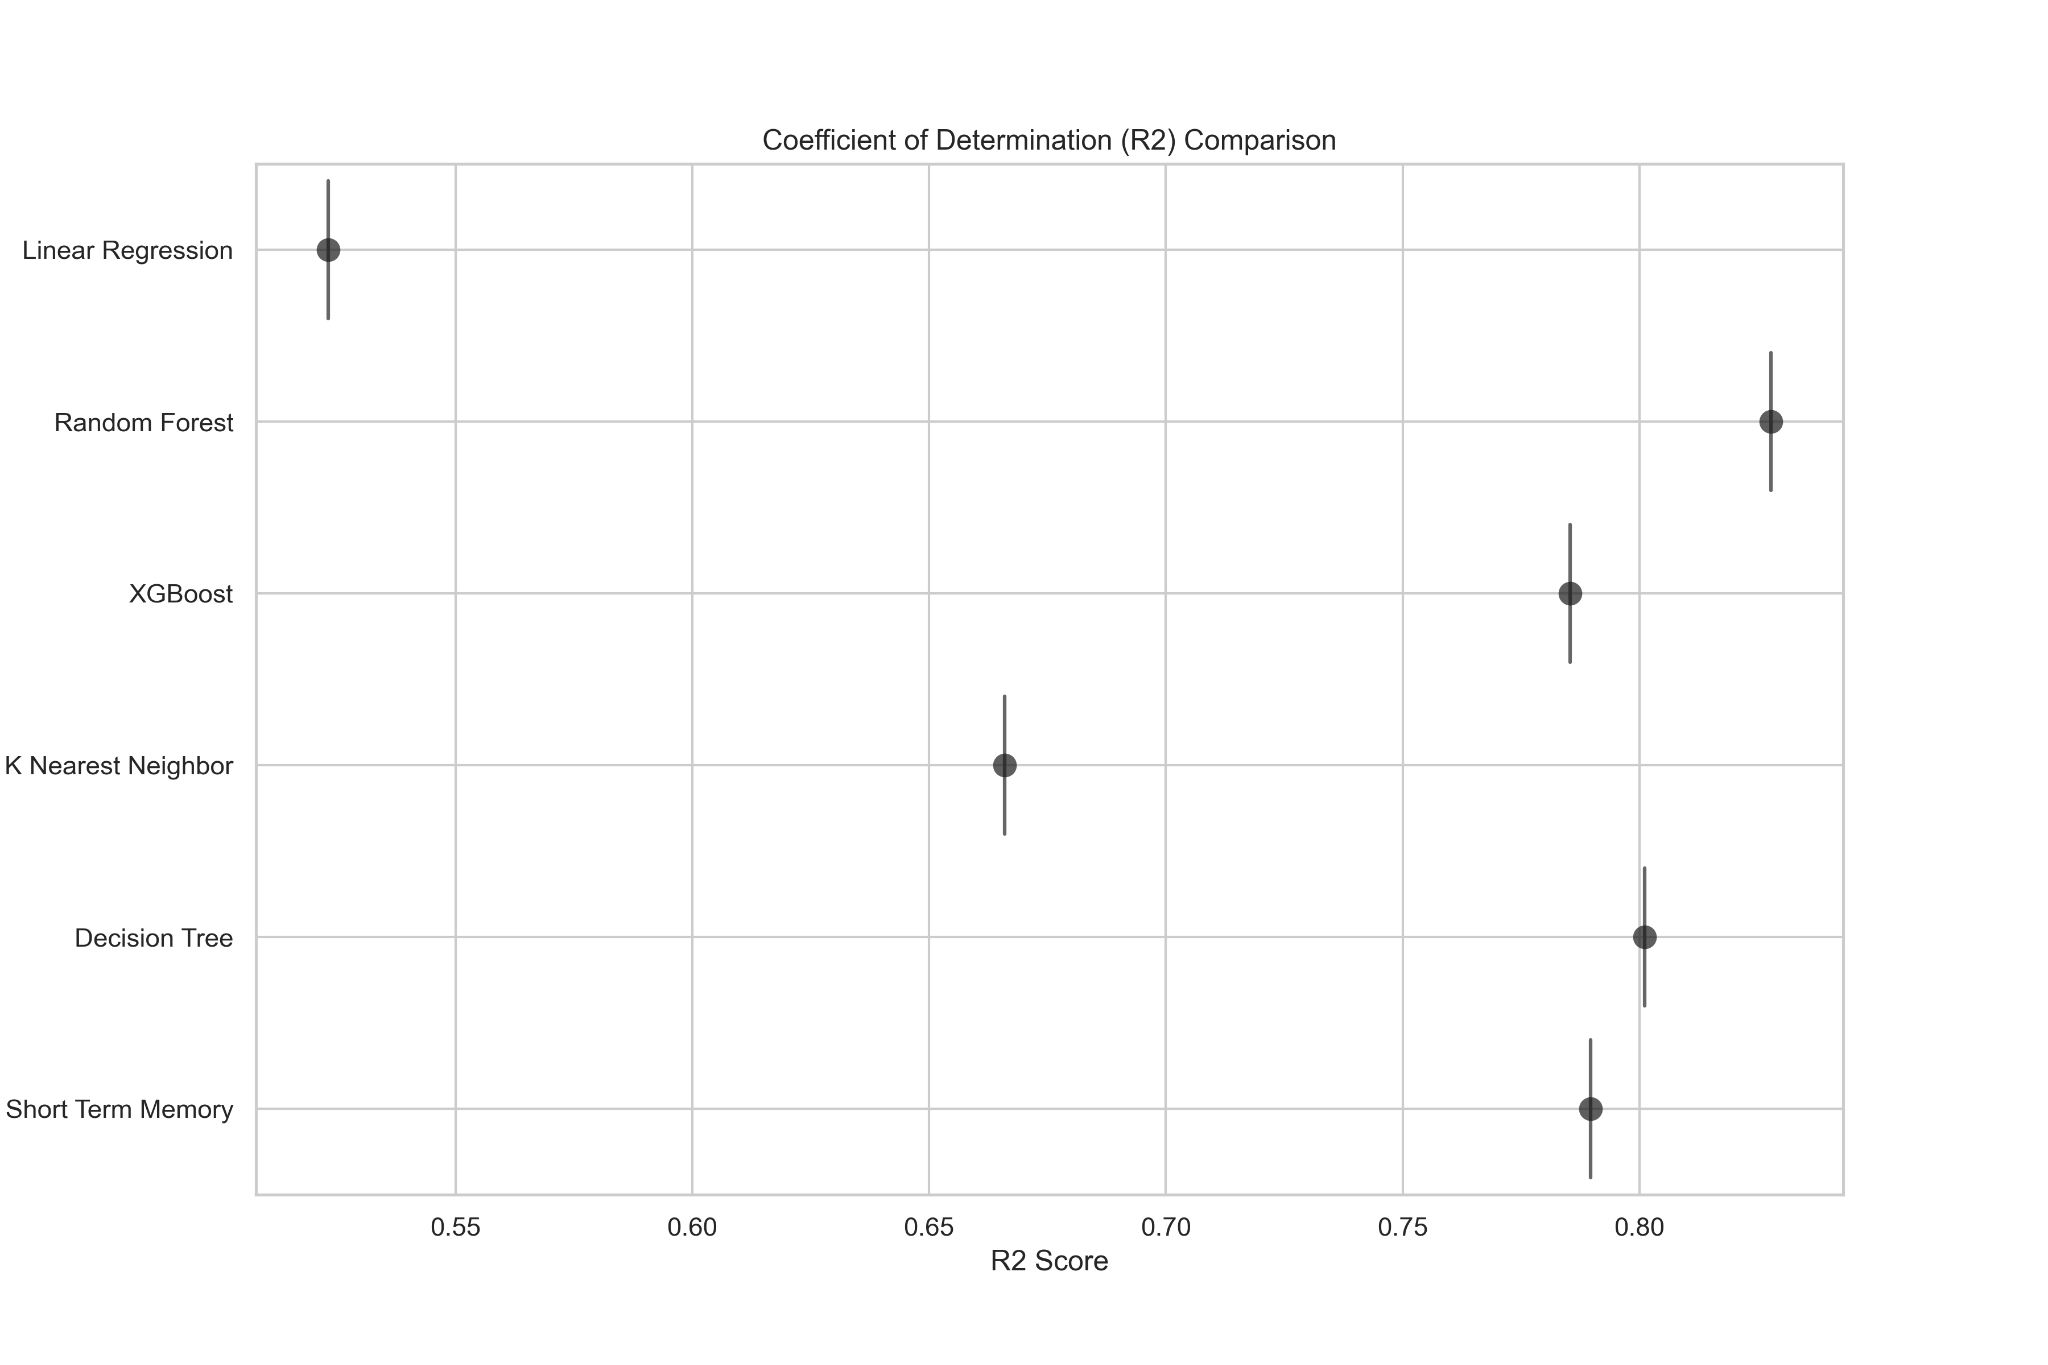 Coefficient of Determination (R2) Comparison
Linear Regression
Random Forest
XGBoost
K Nearest Neighbor
Decision Tree
Short Term Memory
0.55 0.60 0.65 0.70 0.75 0.80
R2 Score